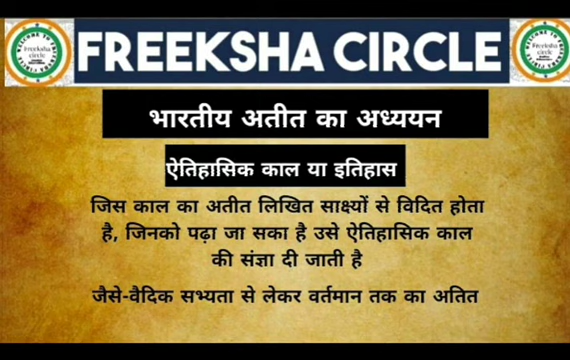 FREEKSHA CIRCLE
भारतीय अतीत का अध्ययन
ऐतिहासिक काल या इतिहास
जिस काल का अतीत लिखित साक्ष्यों से विदित होता
है, जिनको पढ़ा जा सका है उसे ऐतिहासिक काल
की संज्ञा दी जाती है
जैसे-वैदिक सभ्यता से लेकर वर्तमान तक का अतित